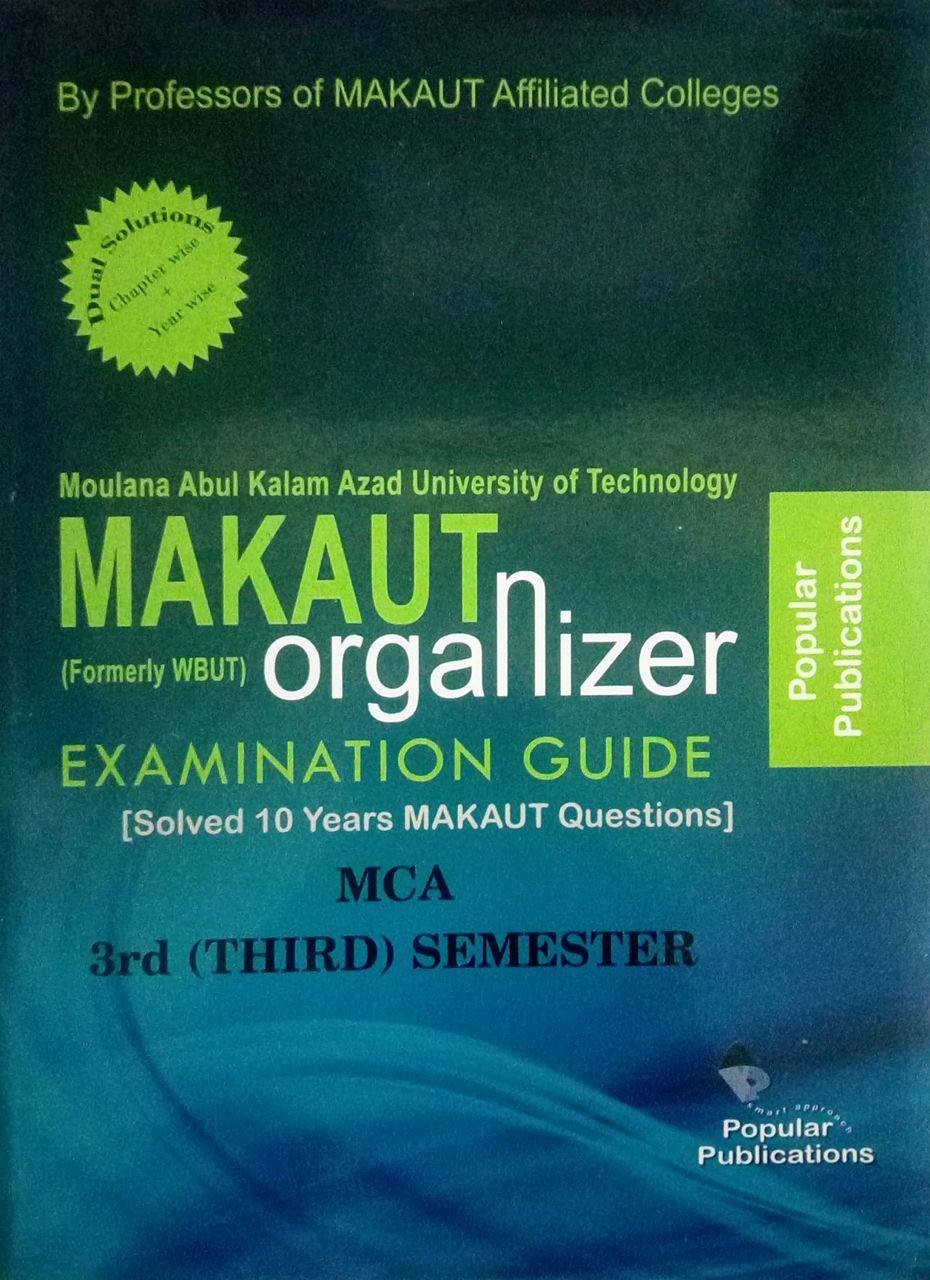 By Professors of MAKAUT Affiliated Colleges
Dual Solutions
Chapter wise
+
Year wise
Moulana Abul Kalam Azad University of Technology
MAKAUT
(Formerly WBUT) organizer
EXAMINATION GUIDE
[Solved 10 Years MAKAUT Questions]
MCA
3rd (THIRD) SEMESTER
Popular
Publications
smart-approach
Popular
Publications